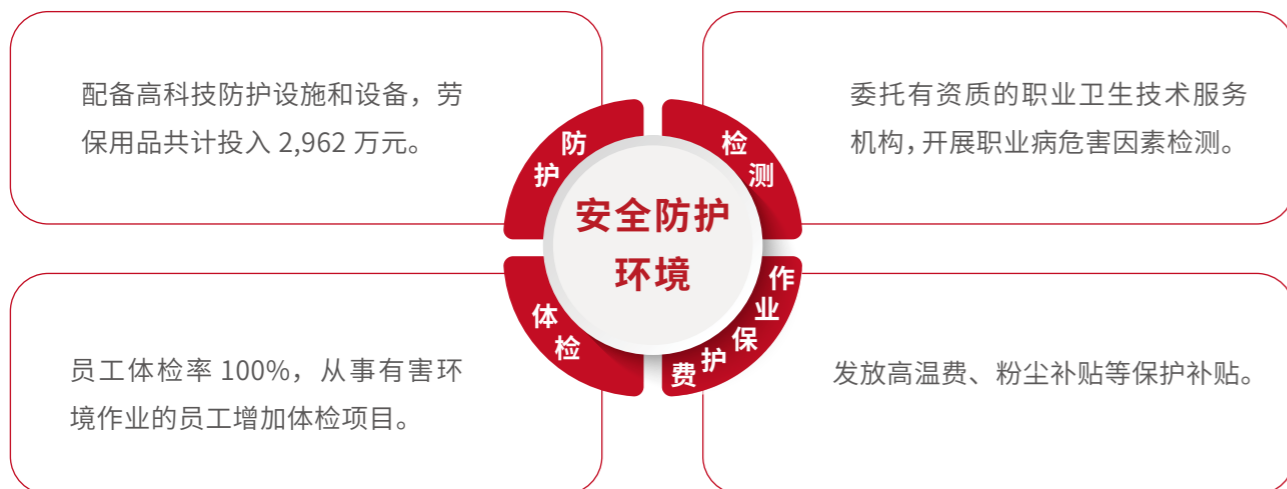 配备高科技防护设施和设备，劳
保用品共计投入 2,962 万元。
防护
检测
委托有资质的职业卫生技术服务
机构，开展职业病危害因素检测。
安全防护
环境
员工体检率 100%，从事有害环
境作业的员工增加体检项目。
体检
作业保护费
发放高温费、粉尘补贴等保护补贴。